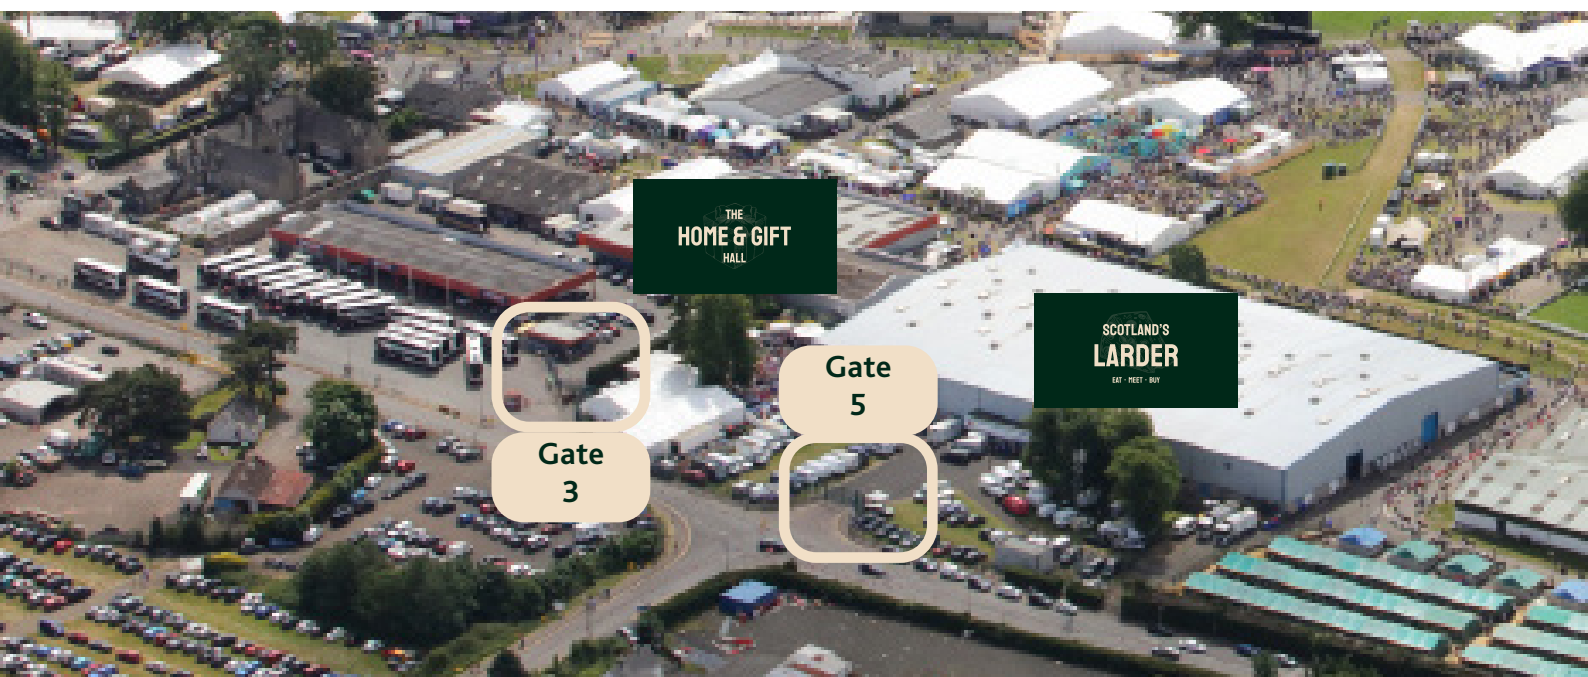 THE
HOME & GIFT
HALL
SCOTLAND'S
LARDER
EAT · MEET · BUY
Gate
5
Gate
3